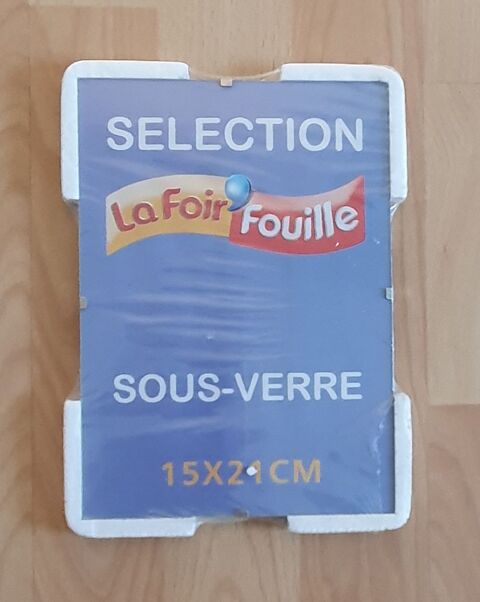 SELECTION
La Foir'Fouille
SOUS-VERRE
15X21CM